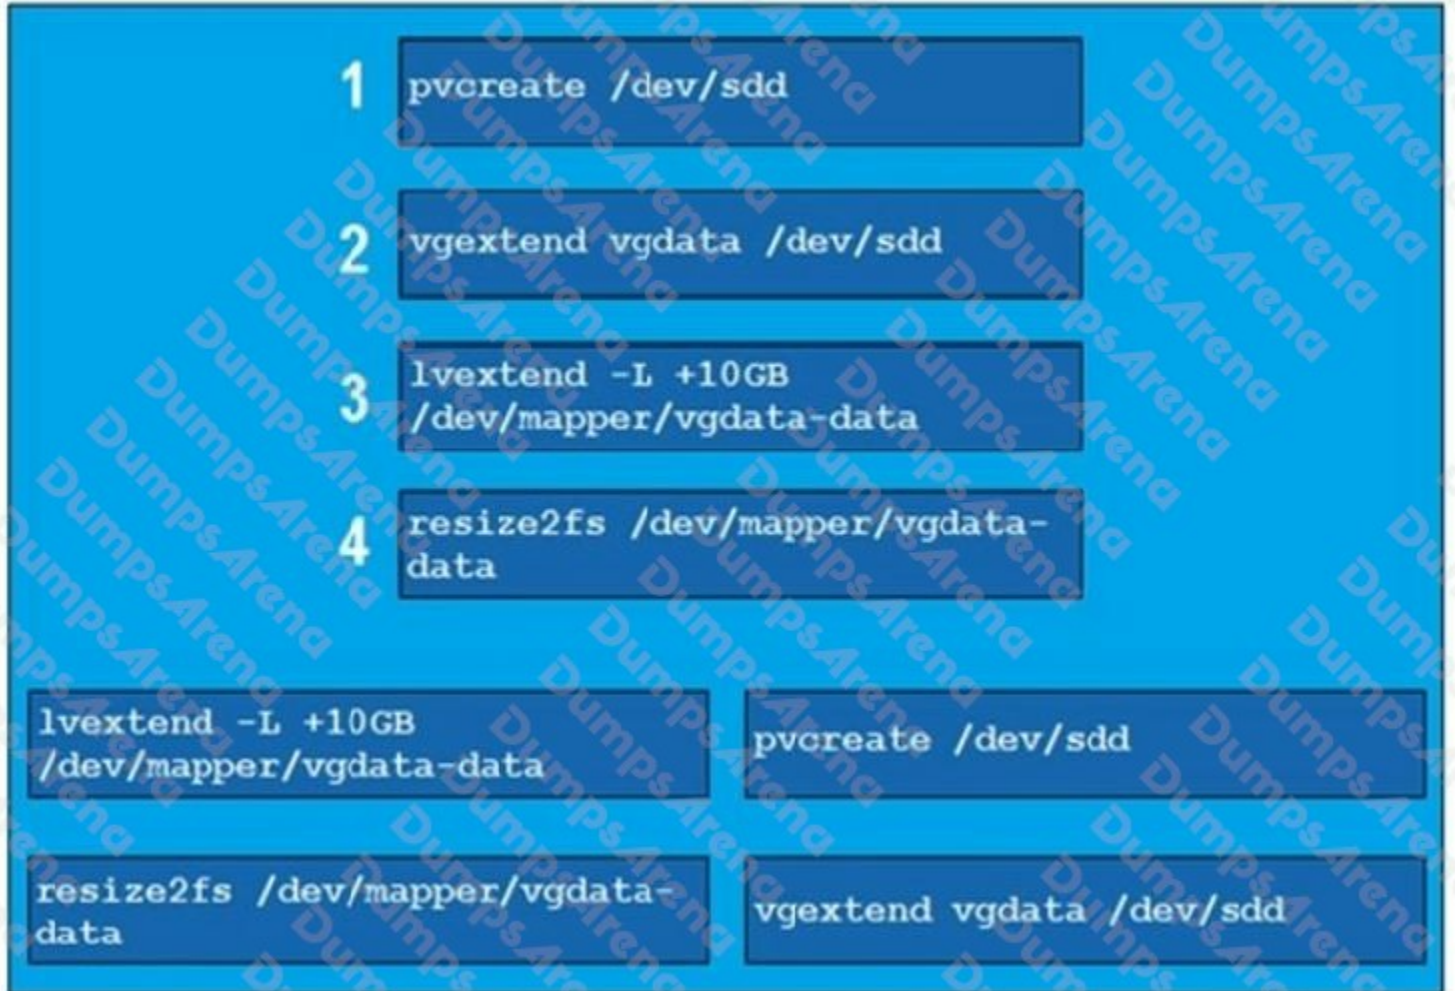 1 pvcreate /dev/sdd
2 vgextend vgdata /dev/sdd
3 lvextend -L +10GB
/dev/mapper/vgdata-data
4 resize2fs /dev/mapper/vgdata-
data
lvextend -L +10GB
/dev/mapper/vgdata-data
pvcreate /dev/sdd
resize2fs /dev/mapper/vgdata-
data
vgextend vgdata /dev/sdd
DumpsArena